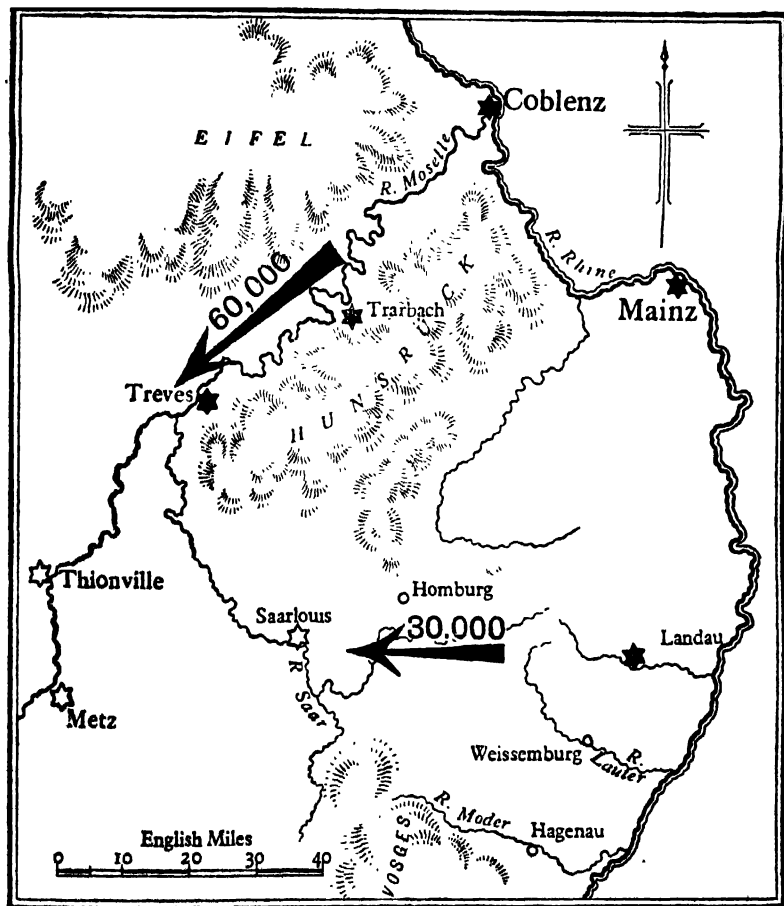 Coblenz
EIFEL
R. Moselle
R. Rhine
60,000
Trarbach
Mainz
HUNSRÜCK
Treves
Thionville
Homburg
Saarlouis
30,000
Landau
R. Saar
Metz
Weissemburg
R. Lauter
R. Moder
Hagenau
VOSGES
English Miles
0 10 20 30 40